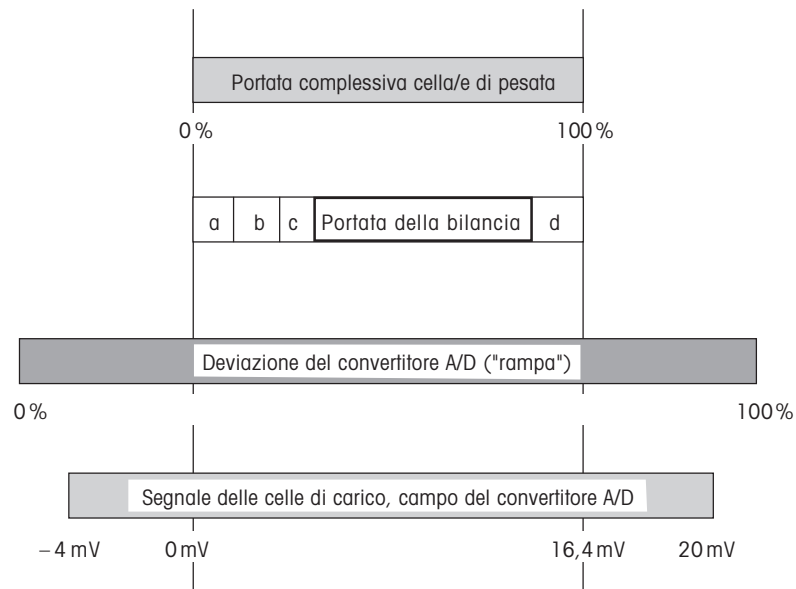 Portata complessiva cella/e di pesata
0% 100%
a b c Portata della bilancia d
Deviazione del convertitore A/D ("rampa")
0% 100%
Segnale delle celle di carico, campo del convertitore A/D
–4 mV 0 mV 16,4 mV 20 mV